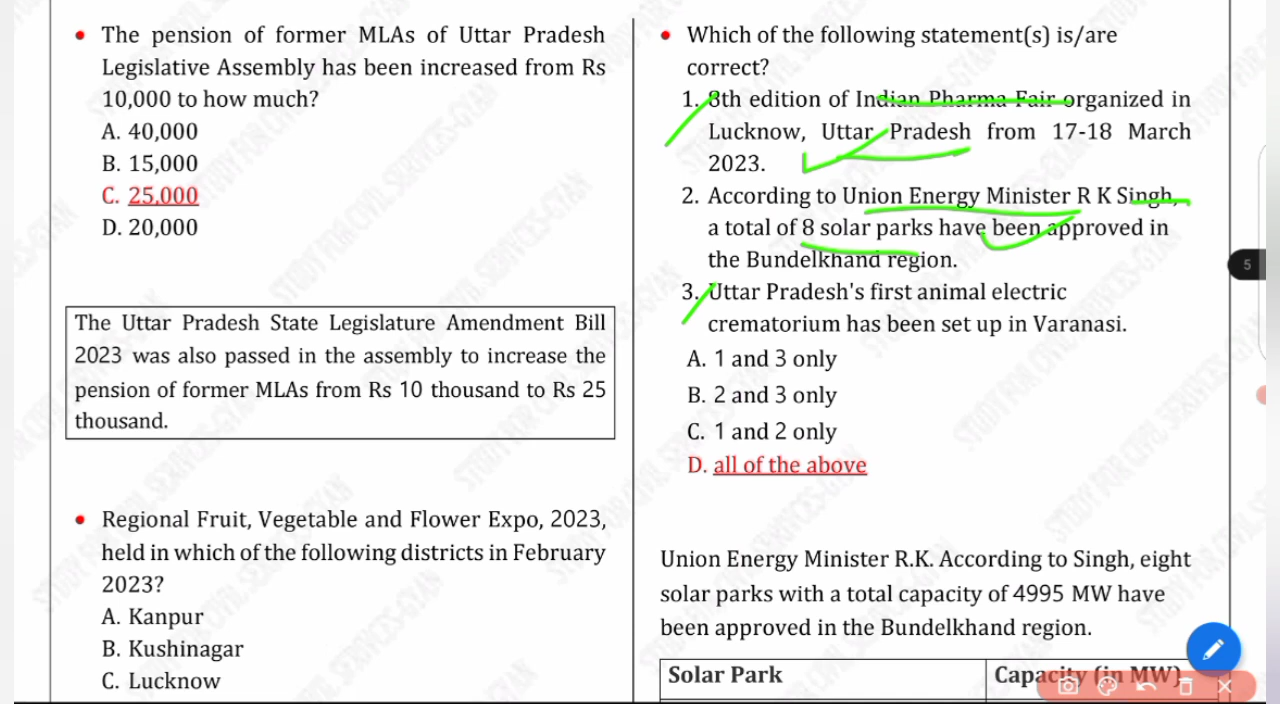 • The pension of former MLAs of Uttar Pradesh
Legislative Assembly has been increased from Rs
10,000 to how much?
A. 40,000
B. 15,000
C. 25,000
D. 20,000
The Uttar Pradesh State Legislature Amendment Bill
2023 was also passed in the assembly to increase the
pension of former MLAs from Rs 10 thousand to Rs 25
thousand.
• Regional Fruit, Vegetable and Flower Expo, 2023,
held in which of the following districts in February
2023?
A. Kanpur
B. Kushinagar
C. Lucknow
• Which of the following statement(s) is/are
correct?
1. 8th edition of Indian Pharma Fair organized in
Lucknow, Uttar Pradesh from 17-18 March
2023.
2. According to Union Energy Minister R K Singh,
a total of 8 solar parks have been approved in
the Bundelkhand region.
3. Uttar Pradesh's first animal electric
crematorium has been set up in Varanasi.
A. 1 and 3 only
B. 2 and 3 only
C. 1 and 2 only
D. all of the above
Union Energy Minister R.K. According to Singh, eight
solar parks with a total capacity of 4995 MW have
been approved in the Bundelkhand region.
Solar Park
Capacity (in MW)
5